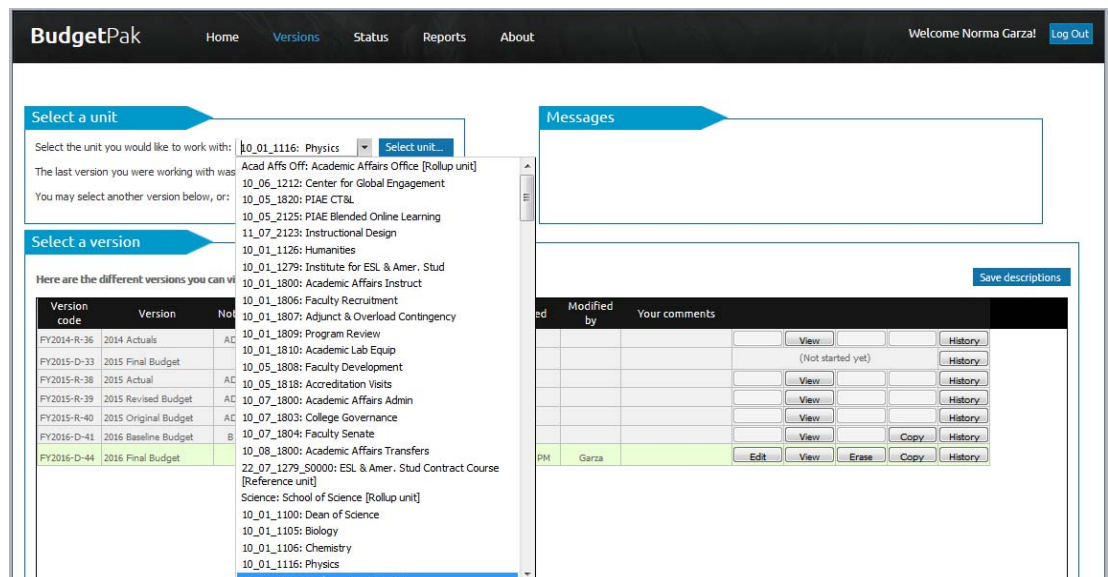 BudgetPak
Home Versions Status Reports About
Welcome Norma Garza! Log Out
Select a unit
Messages
Select the unit you would like to work with: 10_01_1116: Physics Select unit...
The last version you were working with was
You may select another version below, or:
Acad Affs Off: Academic Affairs Office [Rollup unit]
10_06_1212: Center for Global Engagement
10_05_1820: PIAE CT&L
10_05_2125: PIAE Blended Online Learning
11_07_2123: Instructional Design
10_01_1126: Humanities
10_01_1279: Institute for ESL & Amer. Stud
10_01_1800: Academic Affairs Instruct
10_01_1806: Faculty Recruitment
10_01_1807: Adjunct & Overload Contingency
10_01_1809: Program Review
10_01_1810: Academic Lab Equip
10_05_1808: Faculty Development
10_05_1818: Accreditation Visits
10_07_1800: Academic Affairs Admin
10_07_1803: College Governance
10_07_1804: Faculty Senate
10_08_1800: Academic Affairs Transfers
22_07_1279_S0000: ESL & Amer. Stud Contract Course
[Reference unit]
Science: School of Science [Rollup unit]
10_01_1100: Dean of Science
10_01_1105: Biology
10_01_1106: Chemistry
10_01_1116: Physics
Select a version
Here are the different versions you can vi
Save descriptions
Version code Version Not ed Modified by Your comments
FY2014-R-36 2014 Actuals AD View History
FY2015-D-33 2015 Final Budget (Not started yet) History
FY2015-R-38 2015 Actual AD View History
FY2015-R-39 2015 Revised Budget AD View History
FY2015-R-40 2015 Original Budget AD View History
FY2016-D-41 2016 Baseline Budget B View Copy History
FY2016-D-44 2016 Final Budget PM Garza Edit View Erase Copy History